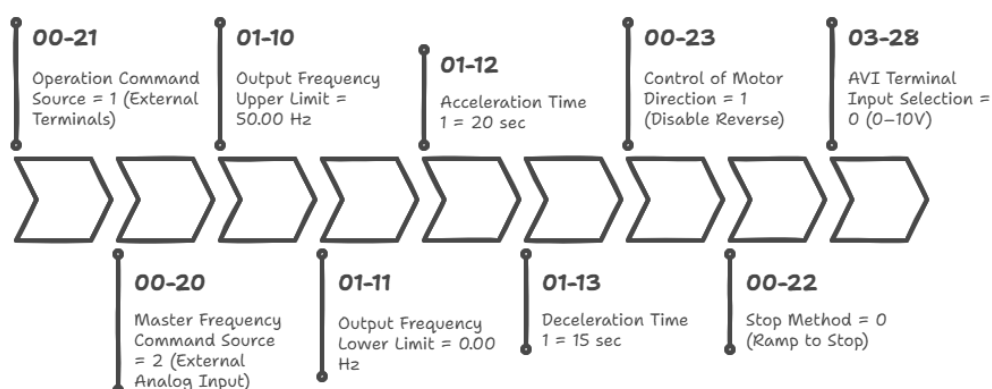 00-21
Operation Command
Source = 1 (External
Terminals)
00-20
Master Frequency
Command Source
= 2 (External
Analog Input)
01-10
Output Frequency
Upper Limit =
50.00 Hz
01-11
Output Frequency
Lower Limit = 0.00
Hz
01-12
Acceleration Time
1 = 20 sec
01-13
Deceleration Time
1 = 15 sec
00-23
Control of Motor
Direction = 1
(Disable Reverse)
00-22
Stop Method = 0
(Ramp to Stop)
03-28
AVI Terminal
Input Selection =
0 (0–10V)